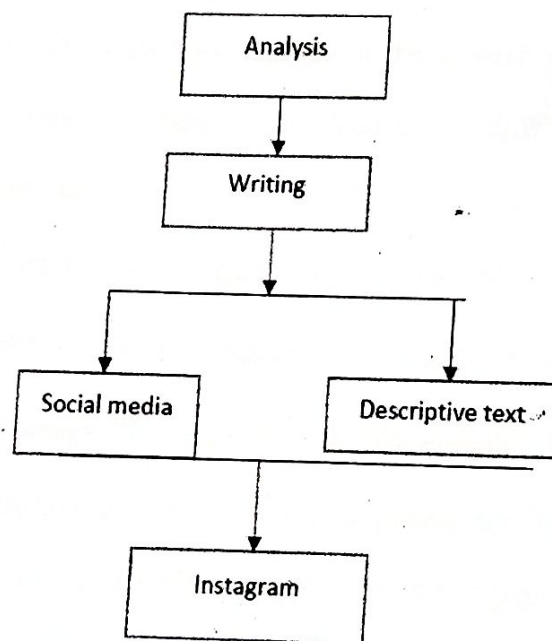 Analysis
Writing
Social media
Descriptive text
Instagram